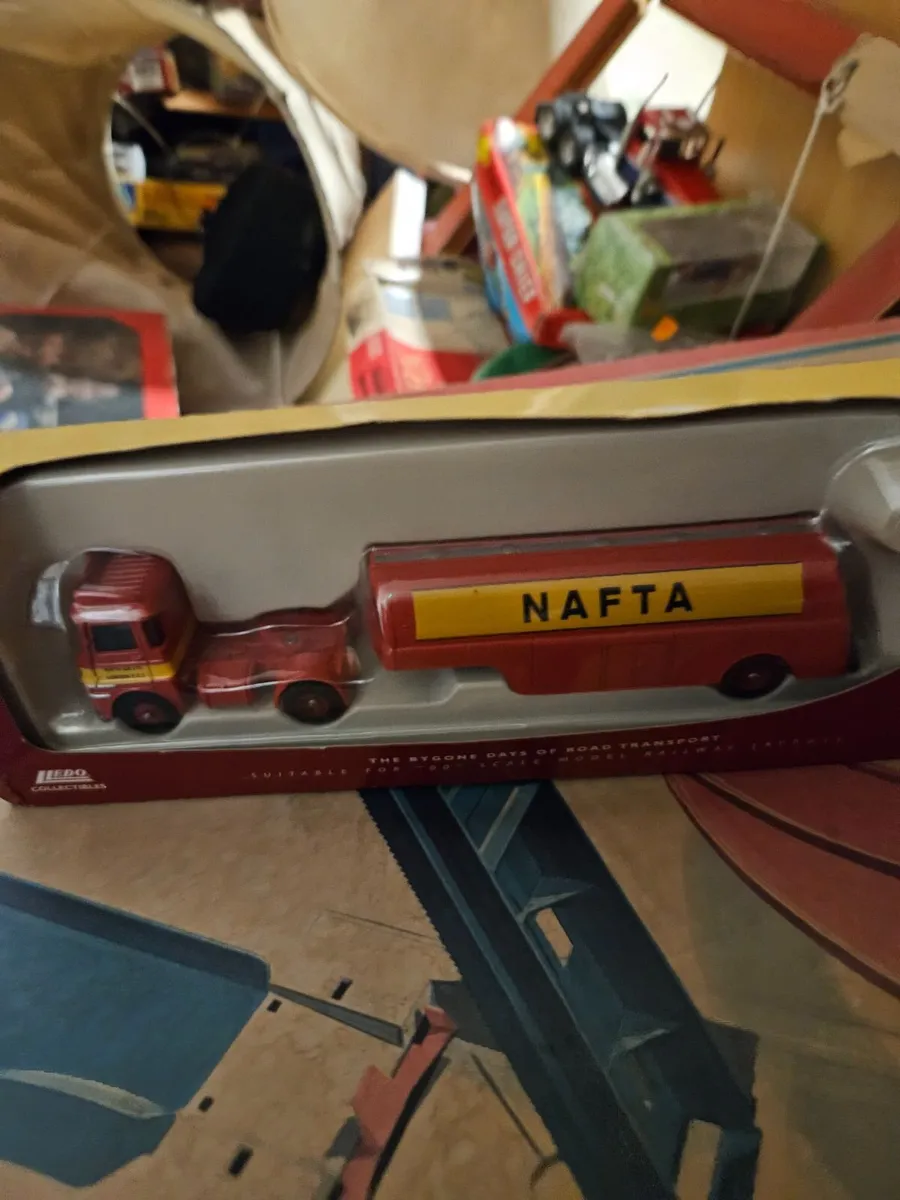 NAFTA
THE BYGONE DAYS OF ROAD TRANSPORT
SUITABLE FOR "00" SCALE MODEL RAILWAY LAYOUTS
LLEDO
COLLECTIBLES